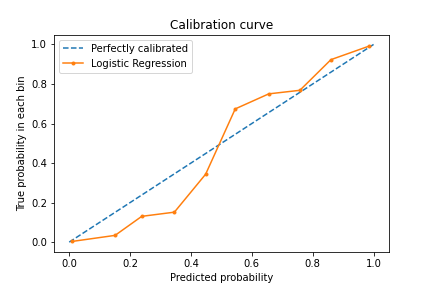 Calibration curve
Perfectly calibrated
Logistic Regression
True probability in each bin
1.0
0.8
0.6
0.4
0.2
0.0
0.0 0.2 0.4 0.6 0.8 1.0
Predicted probability